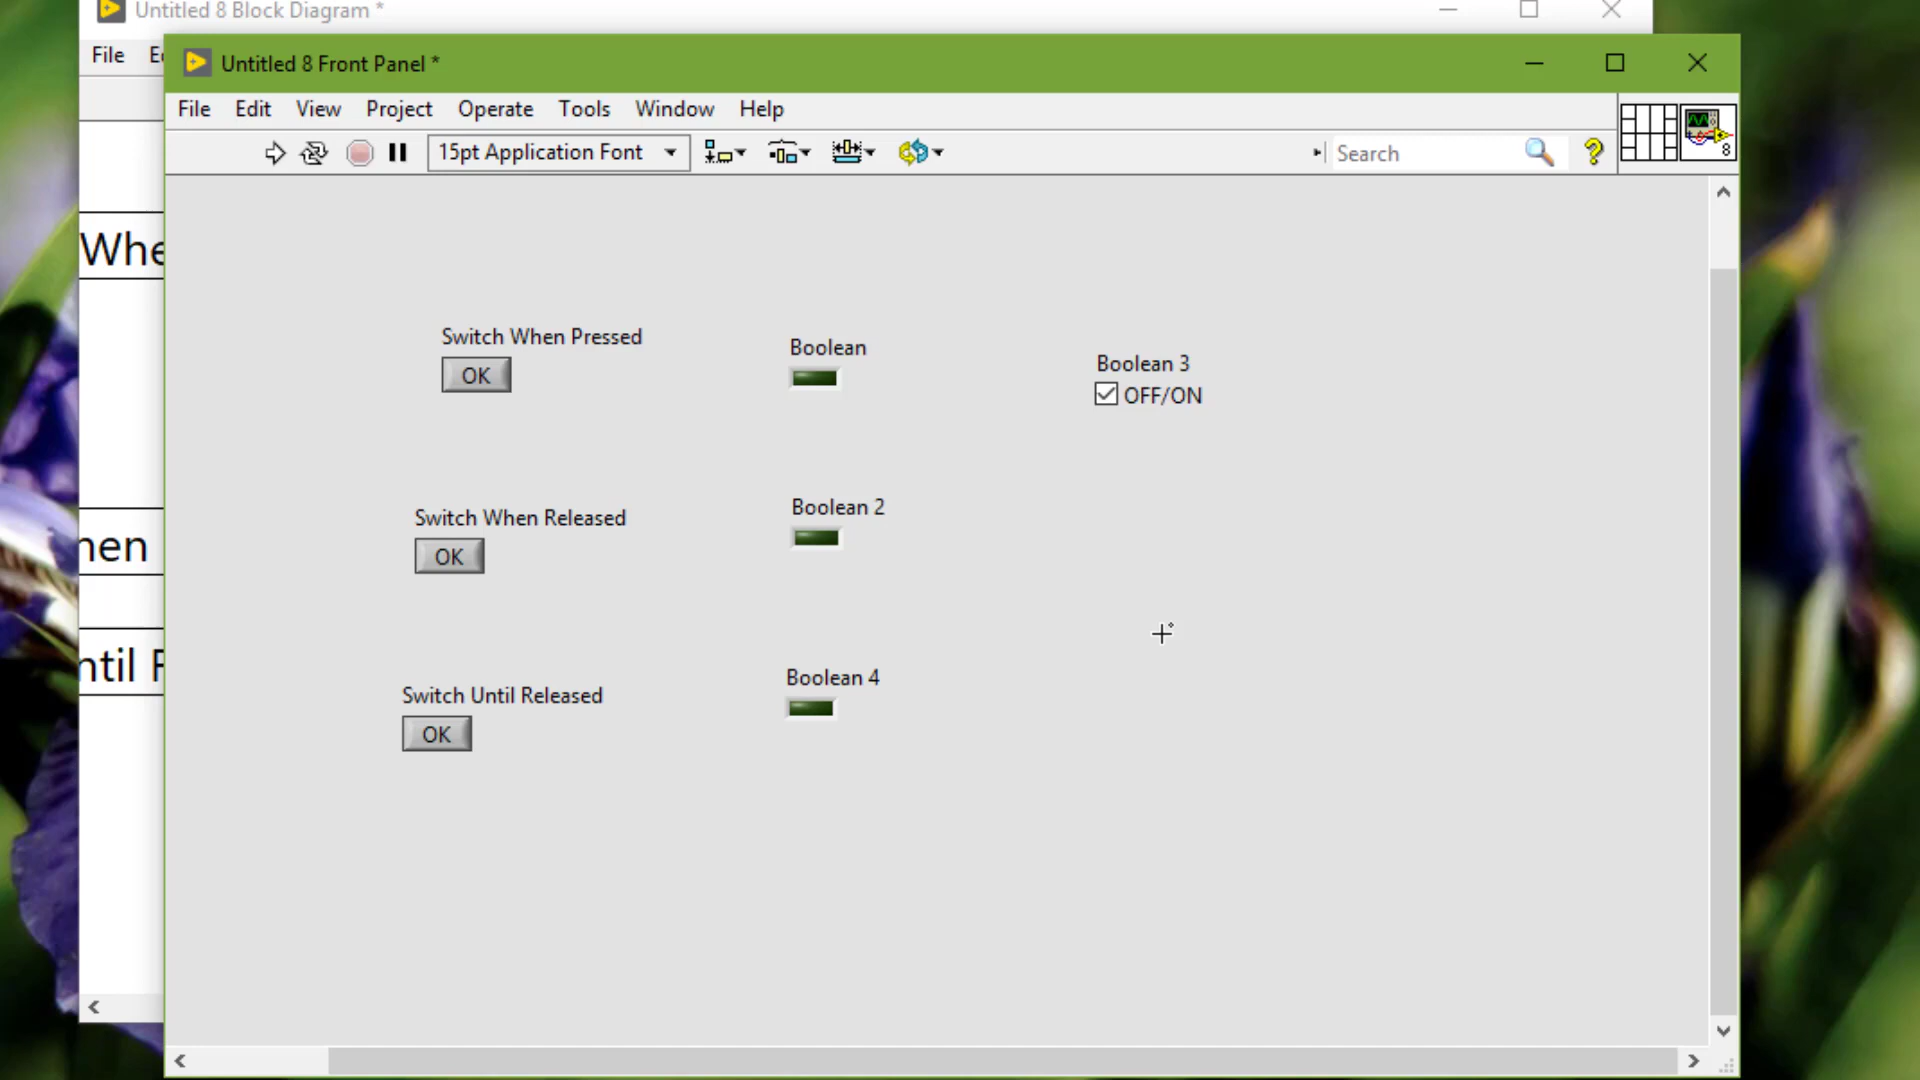 Untitled 8 Block Diagram *
File
Untitled 8 Front Panel *
File Edit View Project Operate Tools Window Help
15pt Application Font
Search
?
8
Whe
Switch When Pressed
OK
Boolean
Boolean 3
OFF/ON
hen
Switch When Released
OK
Boolean 2
ntil
Switch Until Released
OK
Boolean 4